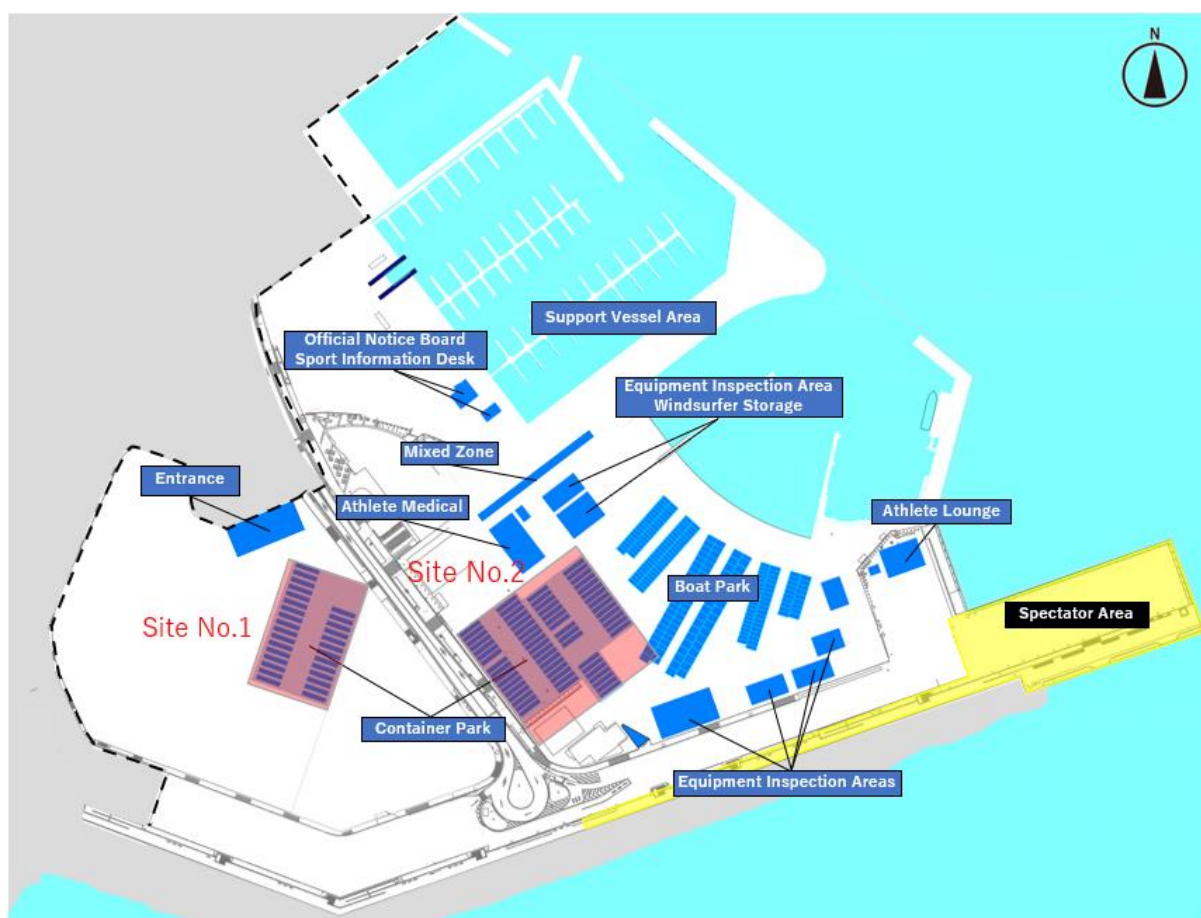 N
Support Vessel Area
Official Notice Board
Sport Information Desk
Equipment Inspection Area
Windsurfer Storage
Mixed Zone
Entrance
Athlete Medical
Athlete Lounge
Site No.2
Boat Park
Site No.1
Spectator Area
Container Park
Equipment Inspection Areas